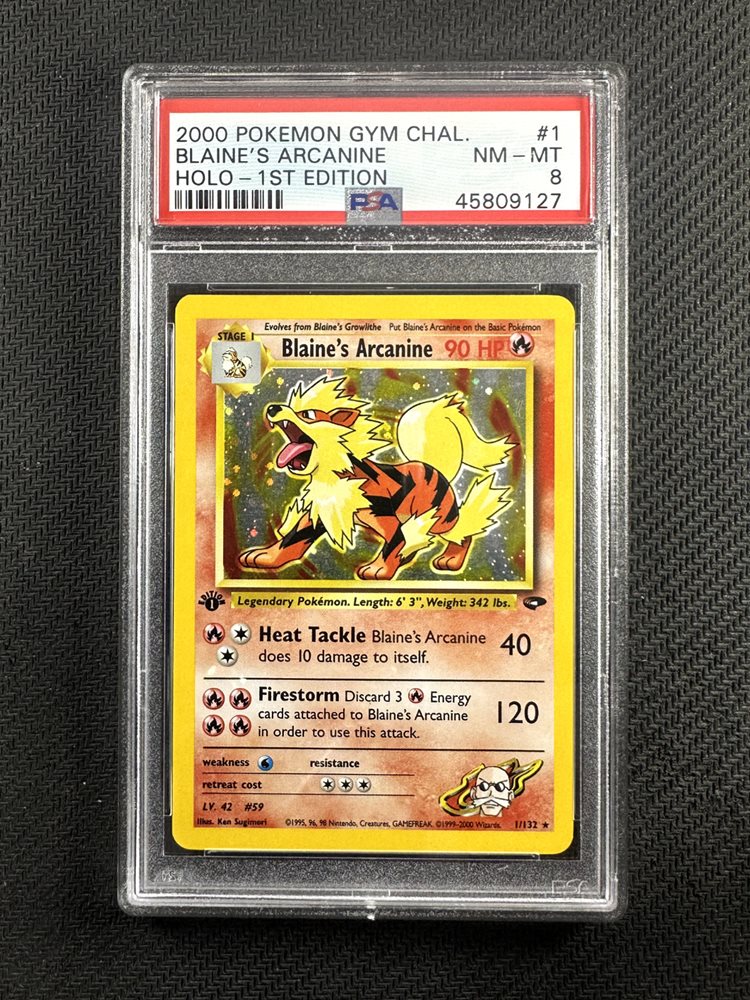 2000 POKEMON GYM CHAL. #1
BLAINE'S ARCANINE NM - MT
HOLO - 1ST EDITION 8
PSA 45809127
Evolves from Blaine's Growlithe Put Blaine's Arcanine on the Basic Pokémon
STAGE 1
Blaine's Arcanine 90 HP
EDITION
1
Legendary Pokémon. Length: 6' 3", Weight: 342 lbs.
Heat Tackle Blaine's Arcanine
does 10 damage to itself.
40
Firestorm Discard 3 Energy
cards attached to Blaine's Arcanine
in order to use this attack.
120
weakness resistance
retreat cost
LV. 42 #59
Illus. Ken Sugimori
©1995, 96, 98 Nintendo, Creatures, GAMEFREAK. ©1999-2000 Wizards.
1/132 ★